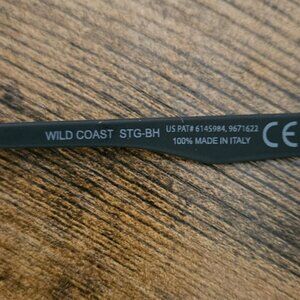 WILD COAST STG-BH
US PAT# 6145984, 9671622
100% MADE IN ITALY
CE